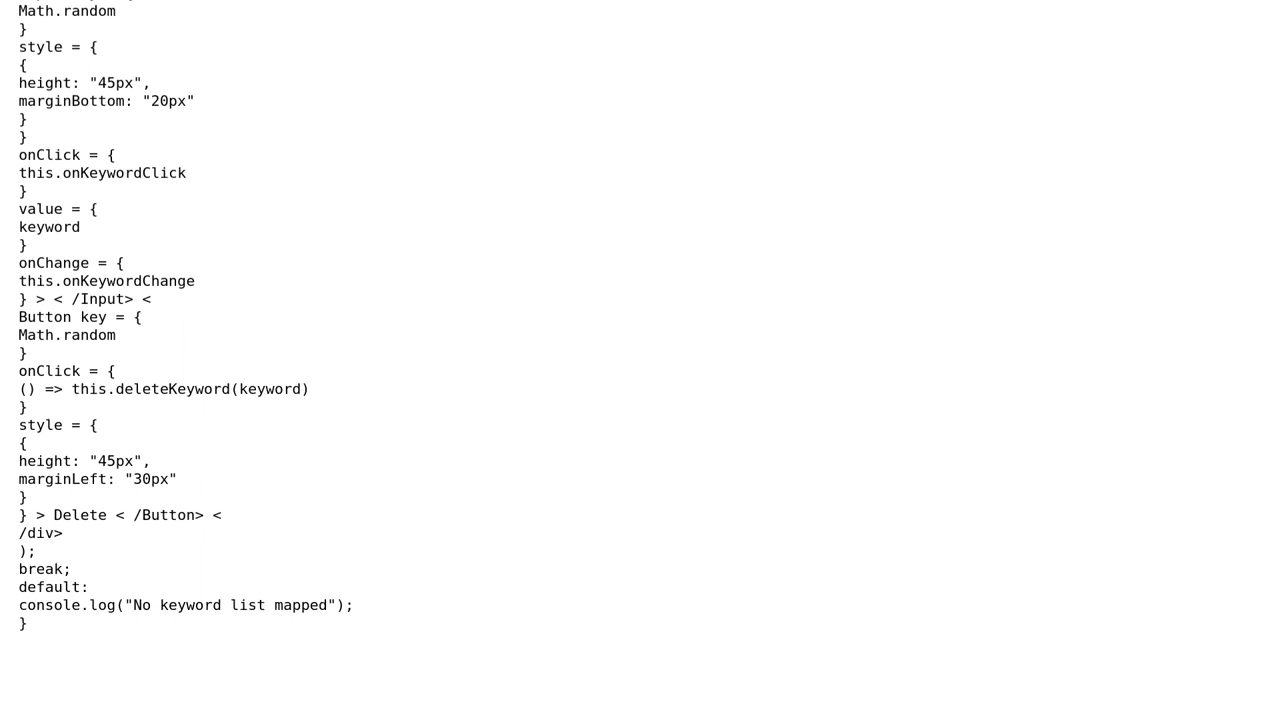 Math.random
}
style = {
{
height: "45px",
marginBottom: "20px"
}
}
onClick = {
this.onKeywordClick
}
value = {
keyword
}
onChange = {
this.onKeywordChange
} > < /Input> <
Button key = {
Math.random
}
onClick = {
() => this.deleteKeyword(keyword)
}
style = {
{
height: "45px",
marginLeft: "30px"
}
} > Delete < /Button> <
/div>
);
break;
default:
console.log("No keyword list mapped");
}